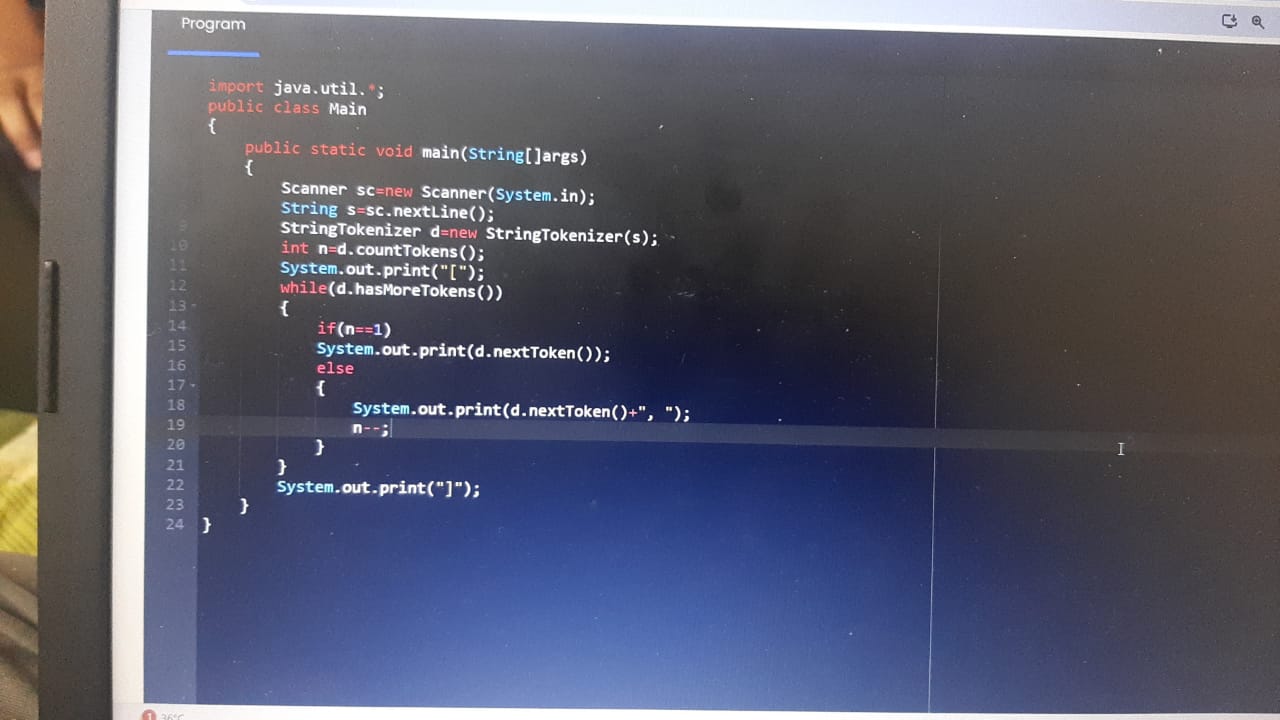 Program
import java.util.*;
public class Main
{
public static void main(String[]args)
{
Scanner sc=new Scanner(System.in);
String s=sc.nextLine();
9 StringTokenizer d=new StringTokenizer(s);
10 int n=d.countTokens();
11 System.out.print("[");
12 while(d.hasMoreTokens())
13 {
14 if(n==1)
15 System.out.print(d.nextToken());
16 else
17 {
18 System.out.print(d.nextToken()+", ");
19 n--;
20 }
21 }
22 System.out.print("]");
23 }
24 }
1 36°C